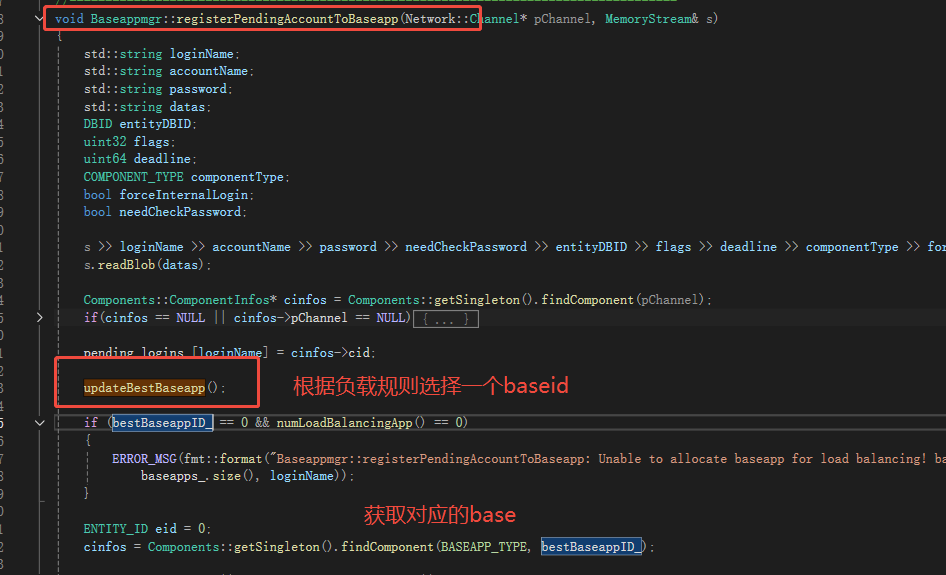 void Baseappmgr::registerPendingAccountToBaseapp(Network::Channel* pChannel, MemoryStream& s)
{
std::string loginName;
std::string accountName;
std::string password;
std::string datas;
DBID entityDBID;
uint32 flags;
uint64 deadline;
COMPONENT_TYPE componentType;
bool forceInternalLogin;
bool needCheckPassword;
s >> loginName >> accountName >> password >> needCheckPassword >> entityDBID >> flags >> deadline >> componentType >> for
s.readBlob(datas);
Components::ComponentInfos* cinfos = Components::getSingleton().findComponent(pChannel);
if(cinfos == NULL || cinfos->pChannel == NULL){ ... }
pending_logins_[loginName] = cinfos->cid;
updateBestBaseapp();
根据负载规则选择一个baseid
if (bestBaseappID_ == 0 && numLoadBalancingApp() == 0)
{
ERROR_MSG(fmt::format("Baseappmgr::registerPendingAccountToBaseapp: Unable to allocate baseapp for load balancing! ba
baseapps_.size(), loginName));
}
获取对应的base
ENTITY_ID eid = 0;
cinfos = Components::getSingleton().findComponent(BASEAPP_TYPE, bestBaseappID_);